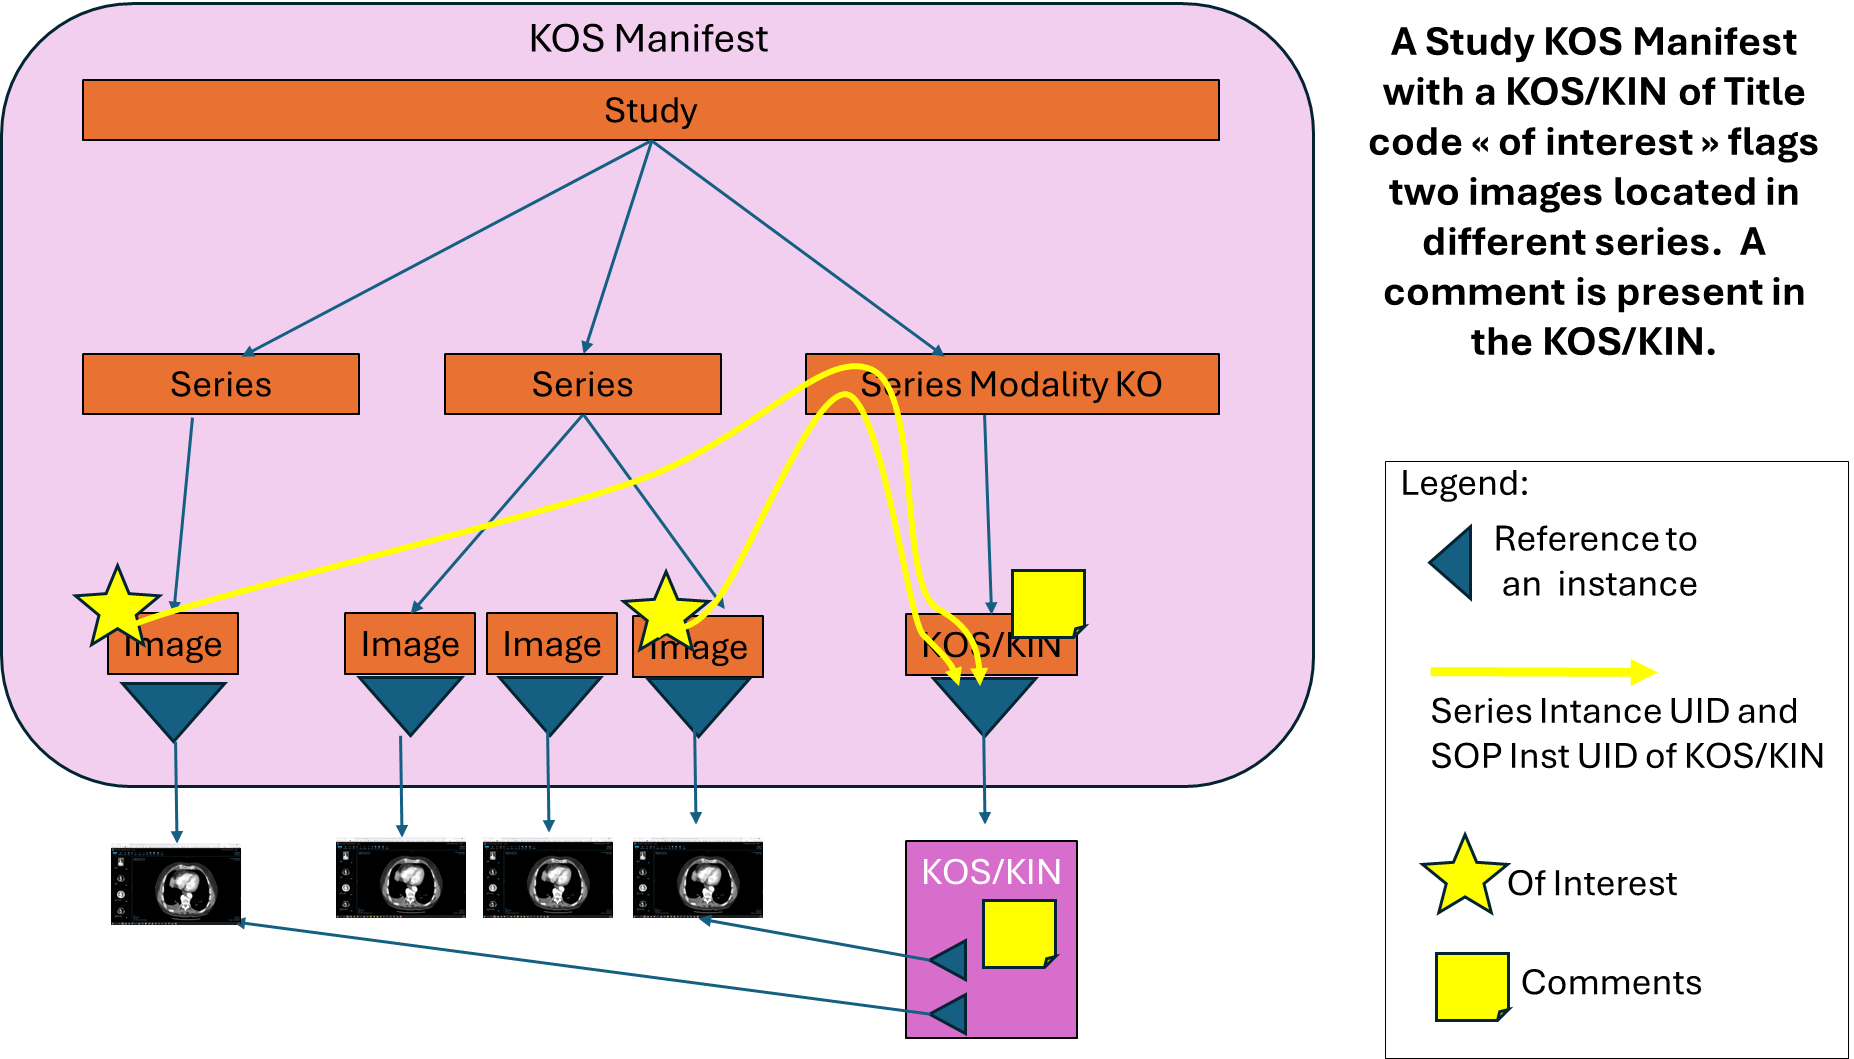 KOS Manifest
Study
Series
Series
Series Modality KO
Image
Image
Image
Image
KOS/KIN
KOS/KIN
A Study KOS Manifest
with a KOS/KIN of Title
code « of interest » flags
two images located in
different series.  A
comment is present in
the KOS/KIN.
Legend:
Reference to
an  instance
Series Intance UID and
SOP Inst UID of KOS/KIN
Of Interest
Comments